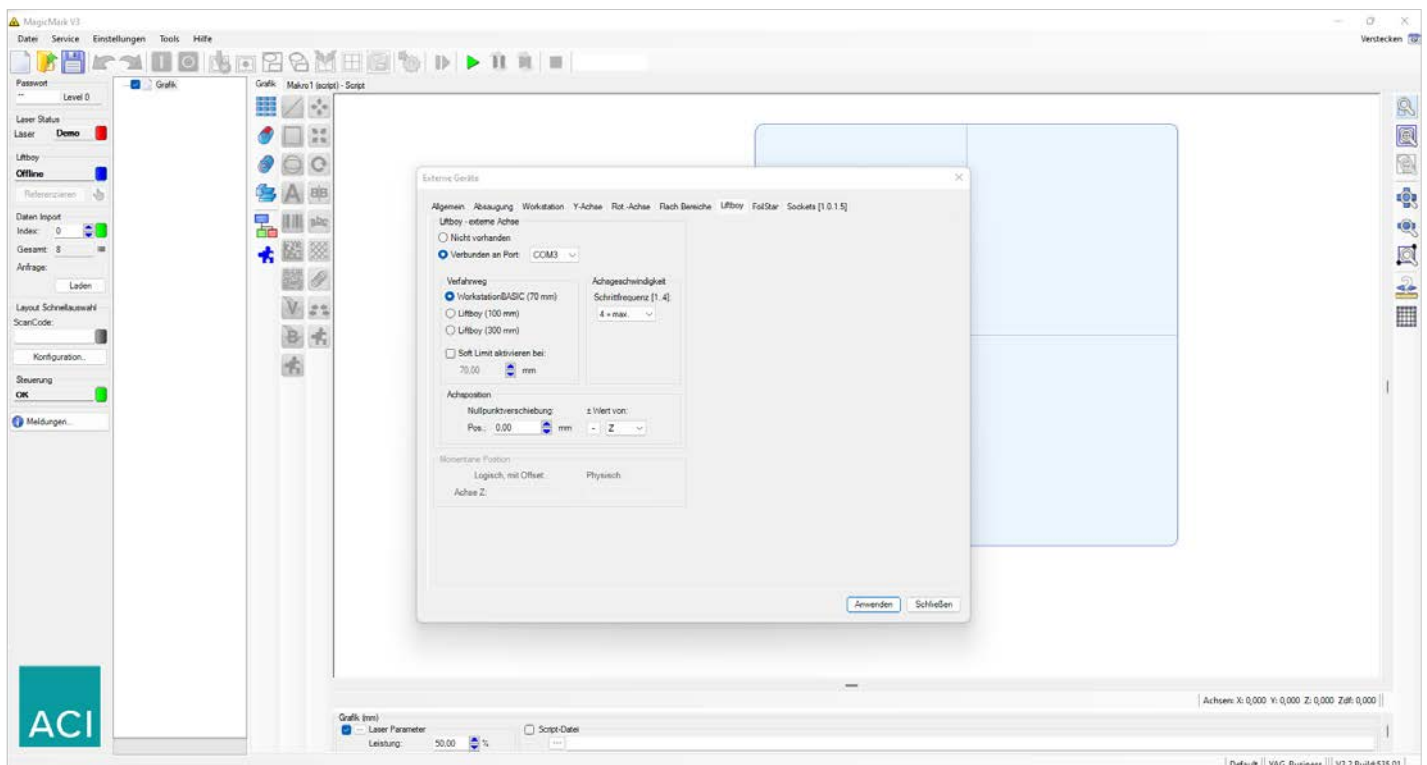 MagicMark V3
Datei Service Einstellungen Tools Hilfe
Verstecken
Passwort
-- Level 0
Laser Status
Laser Demo
Liftboy
Offline
Referenzieren
Daten Import
Index: 0
Gesamt: 8
Anfrage:
Laden
Layout Schnellauswahl
ScanCode:
Konfiguration..
Steuerung
OK
Meldungen...
ACI
Grafik
Grafik Makro1 (script) - Script
Externe Geräte
Allgemein Absaugung Workstation Y-Achse Rot.-Achse Flach Bereiche Liftboy FoilStar Sockets [1.0.1.5]
Liftboy - externe Achse
Nicht vorhanden
Verbunden an Port: COM3
Verfahrweg
WorkstationBASIC (70 mm)
Liftboy (100 mm)
Liftboy (300 mm)
Soft Limit aktivieren bei:
70.00 mm
Achsgeschwindigkeit
Schrittfrequenz [1..4]:
4 = max.
Achsposition
Nullpunktverschiebung: ± Wert von:
Pos.: 0.00 mm - Z
Momentane Position
Logisch, mit Offset: Physisch
Achse Z:
Anwenden Schließen
Achsen: X: 0,000 Y: 0,000 Z: 0,000 Zdf: 0,000
Grafik (mm)
Laser Parameter
Leistung: 50.00 %
Script-Datei
...